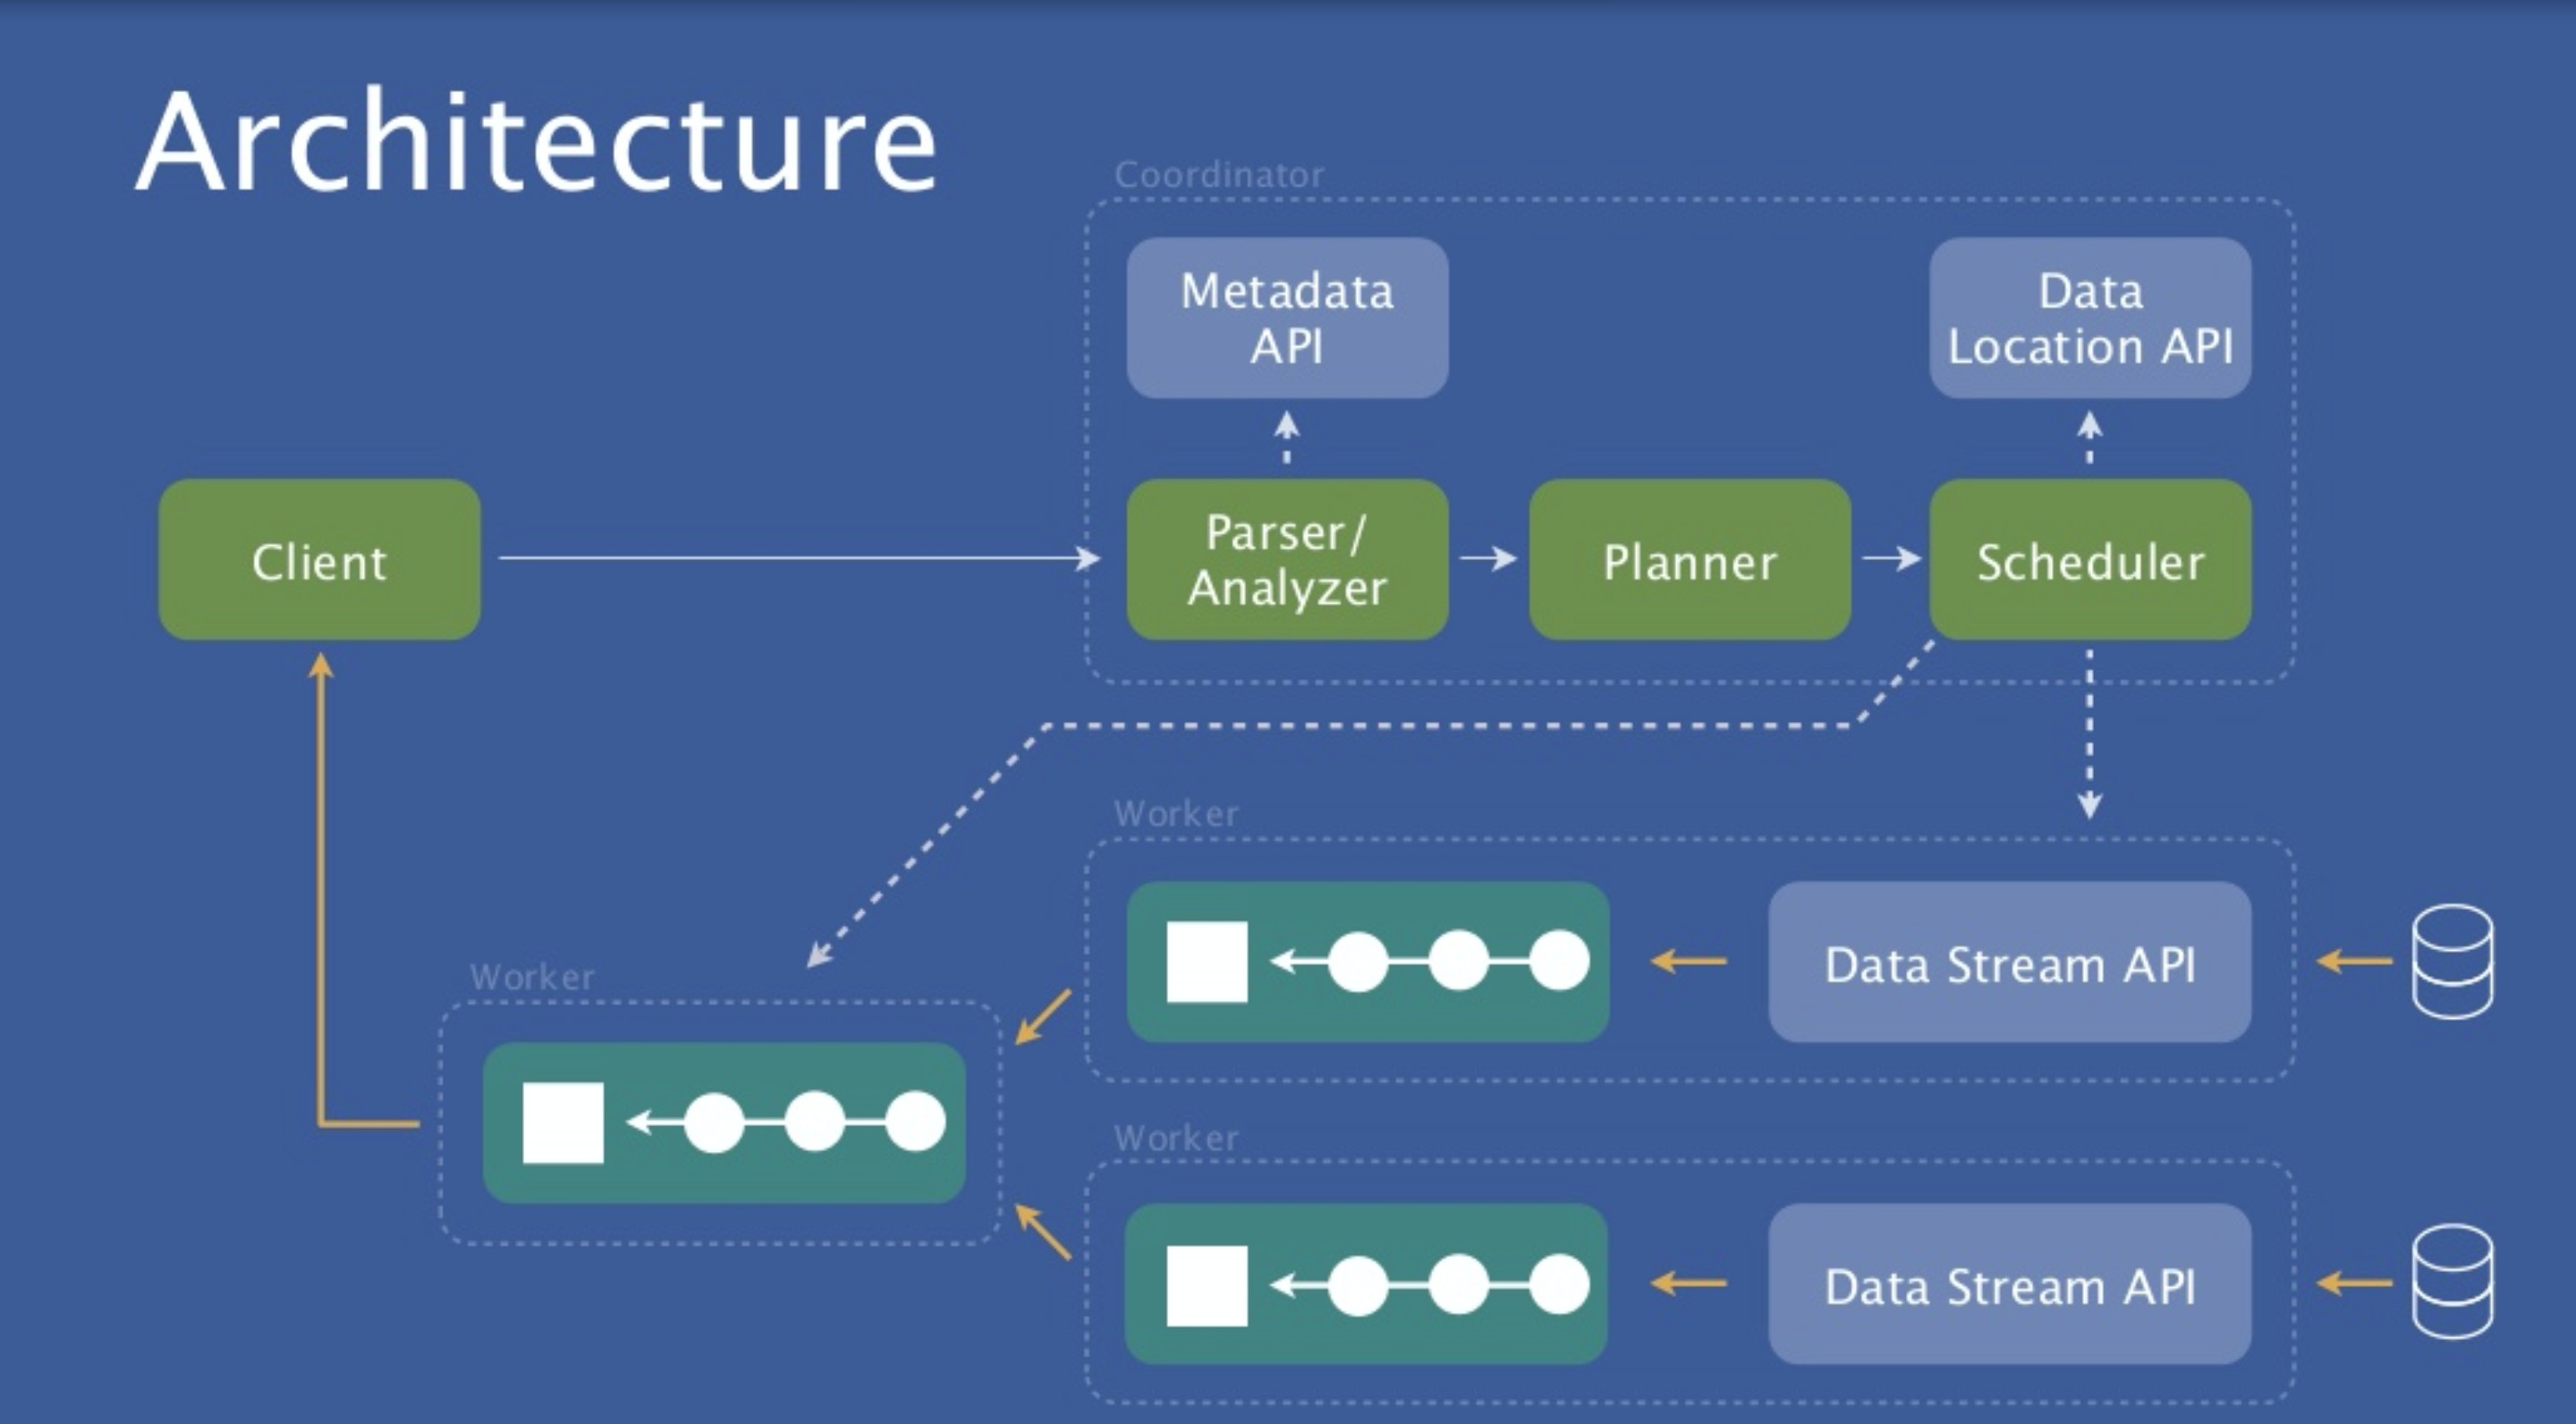 Architecture
Coordinator
Metadata
API
Data
Location API
Client
Parser/
Analyzer
Planner
Scheduler
Worker
Data Stream API
Worker
Worker
Data Stream API